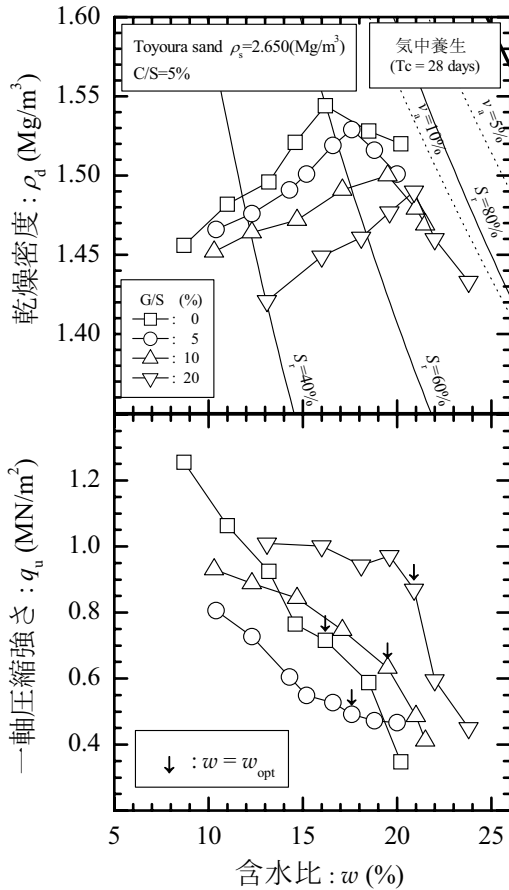 1.60
Toyoura sand ρs=2.650(Mg/m³)
C/S=5%
気中養生
(Tc = 28 days)
1.55
1.50
1.45
1.40
乾燥密度 : ρd (Mg/m³)
νa=10%
νa=5%
Sr=80%
Sr=60%
Sr=40%
G/S (%)
: 0
: 5
: 10
: 20
1.2
1.0
0.8
0.6
0.4
一軸圧縮強さ : qu (MN/m²)
↓ : w = wopt
5 10 15 20 25
含水比 : w (%)